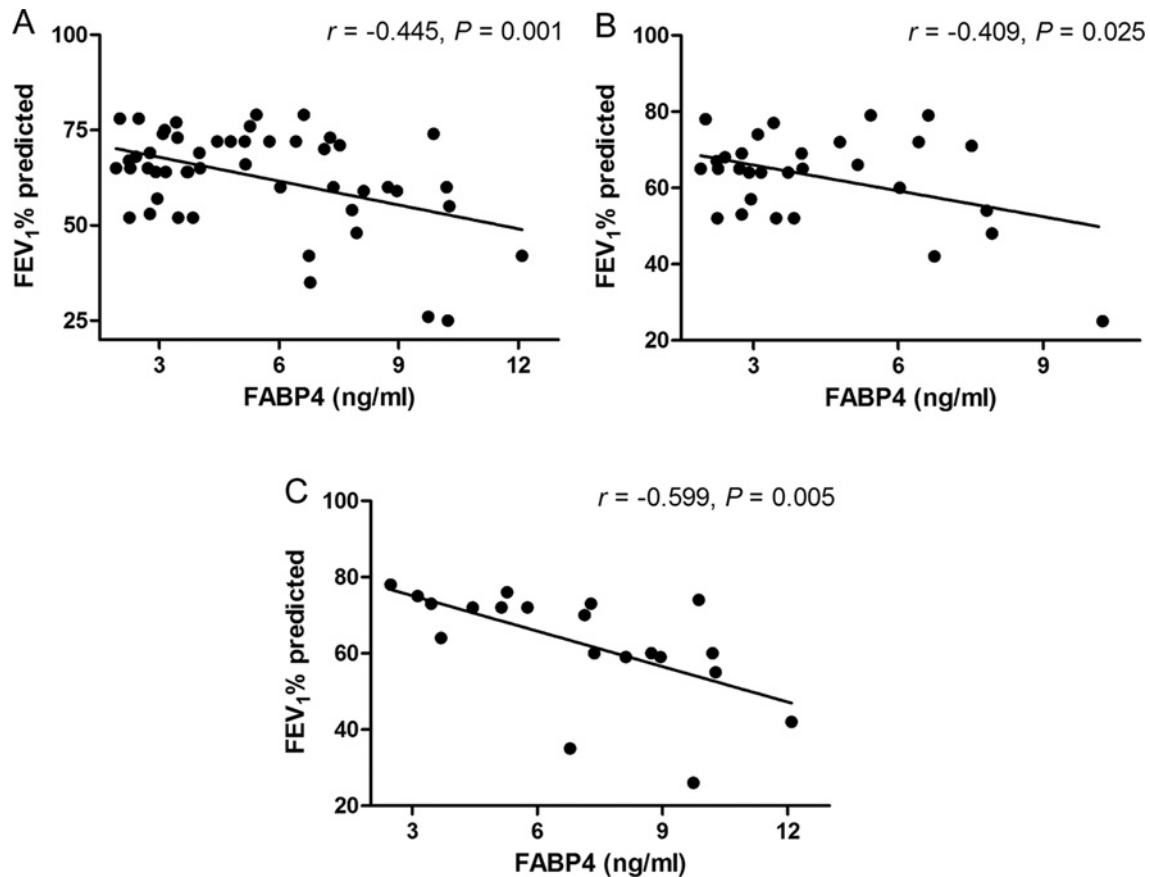 A
r = -0.445, P = 0.001
100
75
50
25
FEV1% predicted
3 6 9 12
FABP4 (ng/ml)
B
r = -0.409, P = 0.025
100
80
60
40
20
FEV1% predicted
3 6 9
FABP4 (ng/ml)
C
r = -0.599, P = 0.005
100
80
60
40
20
FEV1% predicted
3 6 9 12
FABP4 (ng/ml)